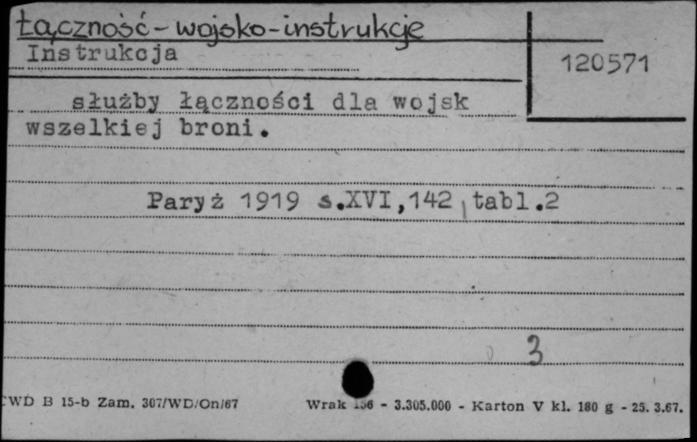 Łączność - wojsko - instrukcje
Instrukcja
120571
służby łączności dla wojsk
wszelkiej broni.
Paryż 1919 s.XVI,142, tabl.2
3
WD B 15-b Zam. 307/WD/On/67
Wrak - 3.305.000 - Karton V kl. 180 g - 25. 3.67.